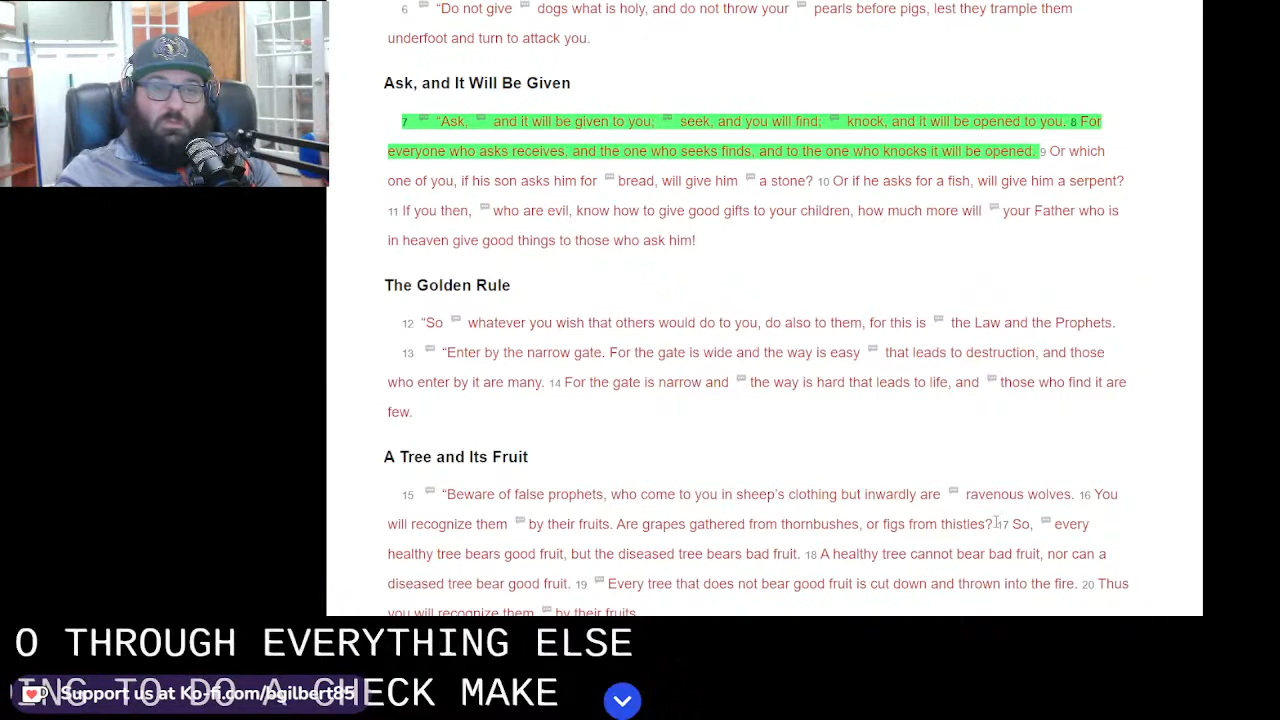 6 “Do not give dogs what is holy, and do not throw your pearls before pigs, lest they trample them
underfoot and turn to attack you.
Ask, and It Will Be Given
7 “Ask, and it will be given to you; seek, and you will find; knock, and it will be opened to you. 8 For
everyone who asks receives, and the one who seeks finds, and to the one who knocks it will be opened. 9 Or which
one of you, if his son asks him for bread, will give him a stone? 10 Or if he asks for a fish, will give him a serpent?
11 If you then, who are evil, know how to give good gifts to your children, how much more will your Father who is
in heaven give good things to those who ask him!
The Golden Rule
12 “So whatever you wish that others would do to you, do also to them, for this is the Law and the Prophets.
13 “Enter by the narrow gate. For the gate is wide and the way is easy that leads to destruction, and those
who enter by it are many. 14 For the gate is narrow and the way is hard that leads to life, and those who find it are
few.
A Tree and Its Fruit
15 “Beware of false prophets, who come to you in sheep’s clothing but inwardly are ravenous wolves. 16 You
will recognize them by their fruits. Are grapes gathered from thornbushes, or figs from thistles? 17 So, every
healthy tree bears good fruit, but the diseased tree bears bad fruit. 18 A healthy tree cannot bear bad fruit, nor can a
diseased tree bear good fruit. 19 Every tree that does not bear good fruit is cut down and thrown into the fire. 20 Thus
you will recognize them by their fruits.
O THROUGH EVERYTHING ELSE
ING TO DO A CHECK MAKE
Support us at Ko-fi.com/bgilbert85